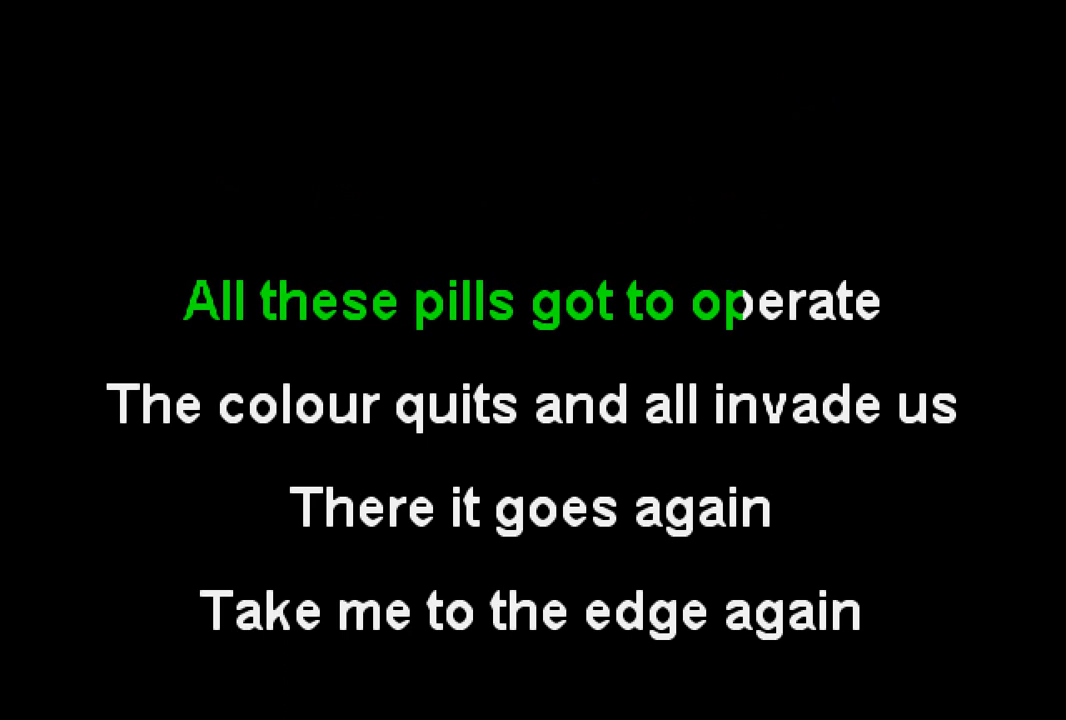 All these pills got to operate
The colour quits and all invade us
There it goes again
Take me to the edge again